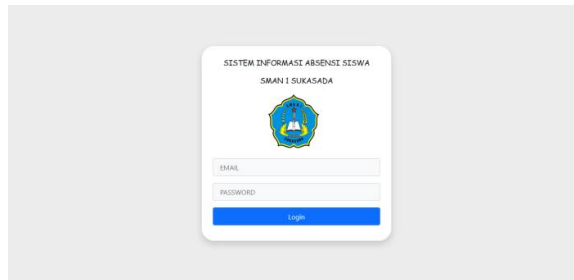 SISTEM INFORMASI ABSENSI SISWA
SMAN 1 SUKASADA
EMAIL
PASSWORD
Login